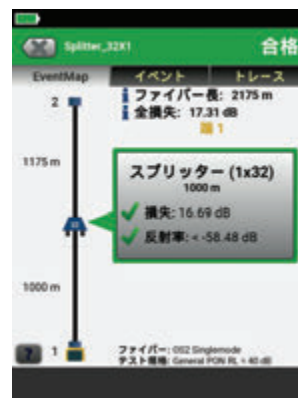 Splitter_32X1
合格
EventMap
イベント
トレース
2
ファイバー長: 2175 m
全損失: 17.31 dB
1
1175 m
スプリッター (1x32)
1000 m
損失: 16.69 dB
反射率: < -58.48 dB
1000 m
?
1
ファイバー: OS2 Singlemode
テスト規格: General PON RL > 40 dB